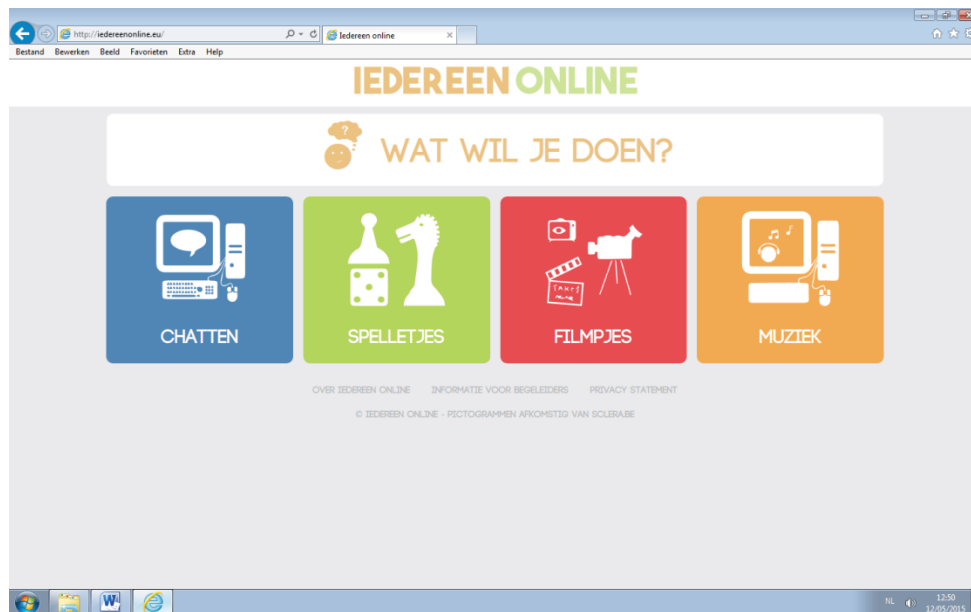 http://iedereenonline.eu/
Iedereen online
Bestand Bewerken Beeld Favorieten Extra Help
IEDEREEN ONLINE
?
WAT WIL JE DOEN?
CHATTEN
SPELLETJES
FILMPJES
MUZIEK
OVER IEDEREEN ONLINE INFORMATIE VOOR BEGELEIDERS PRIVACY STATEMENT
© IEDEREEN ONLINE - PICTOGRAMMEN AFKOMSTIG VAN SCLERA.BE
W
NL 12:50
12/05/2015